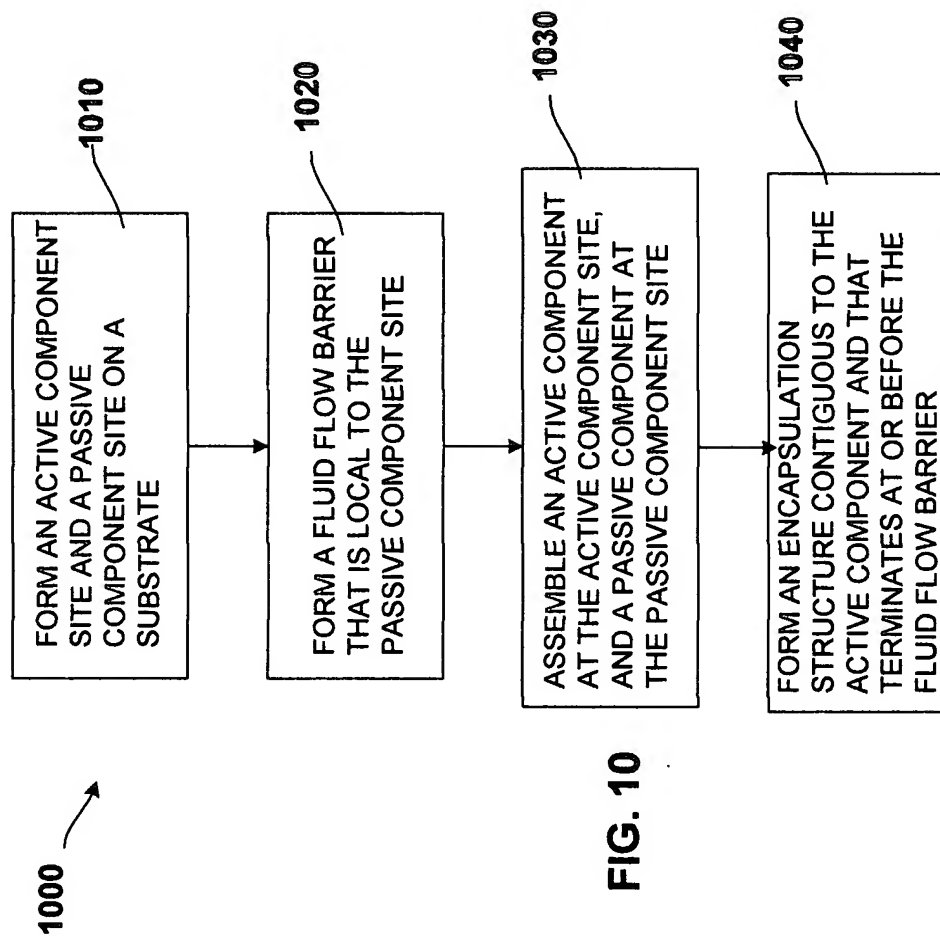 1000
1010
FORM AN ACTIVE COMPONENT
SITE AND A PASSIVE
COMPONENT SITE ON A
SUBSTRATE
1020
FORM A FLUID FLOW BARRIER
THAT IS LOCAL TO THE
PASSIVE COMPONENT SITE
1030
ASSEMBLE AN ACTIVE COMPONENT
AT THE ACTIVE COMPONENT SITE,
AND A PASSIVE COMPONENT AT
THE PASSIVE COMPONENT SITE
1040
FORM AN ENCAPSULATION
STRUCTURE CONTIGUOUS TO THE
ACTIVE COMPONENT AND THAT
TERMINATES AT OR BEFORE THE
FLUID FLOW BARRIER
FIG. 10